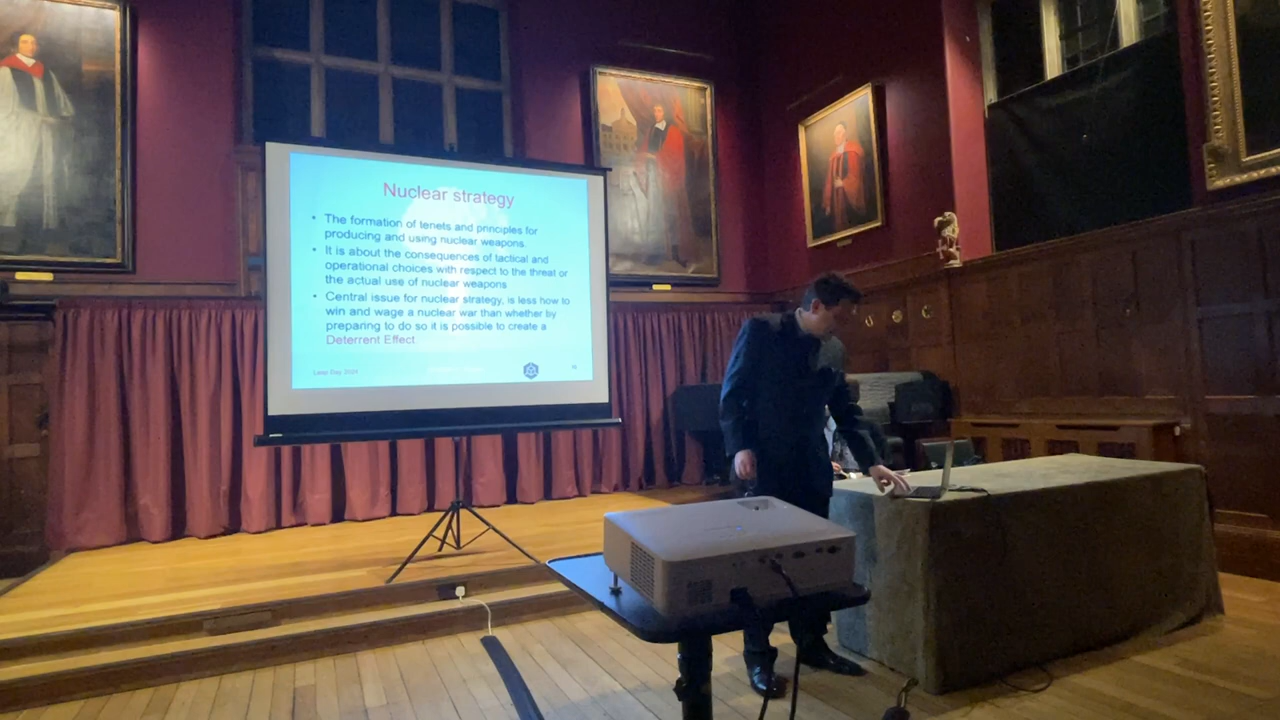 Nuclear strategy
• The formation of tenets and principles for
producing and using nuclear weapons.
• It is about the consequences of tactical and
operational choices with respect to the threat or
the actual use of nuclear weapons
• Central issue for nuclear strategy, is less how to
win and wage a nuclear war than whether by
preparing to do so it is possible to create a
Deterrent Effect.
Leap Day 2024